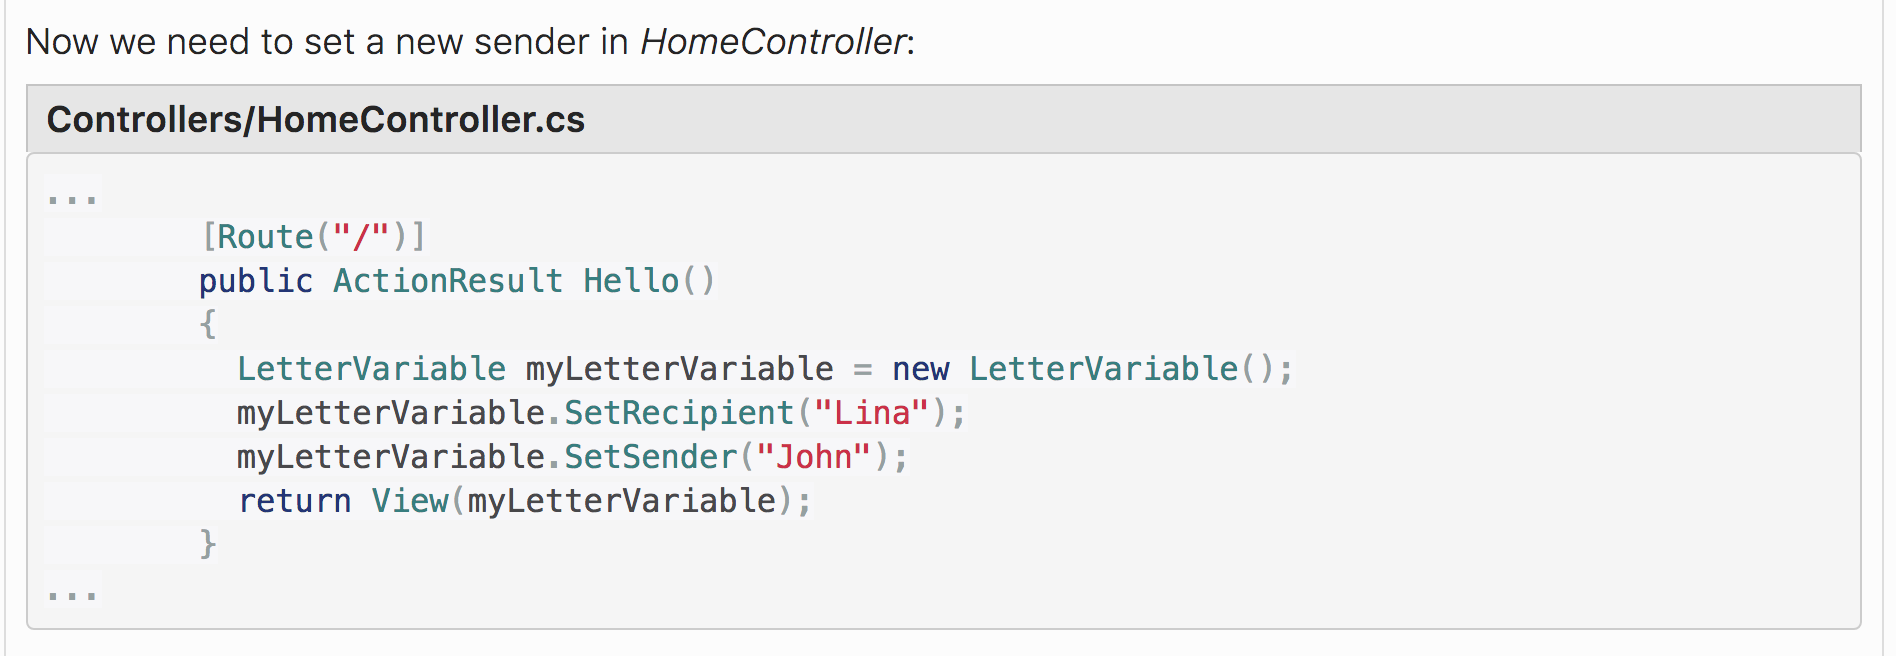 Now we need to set a new sender in HomeController:
Controllers/HomeController.cs
...
[Route("/")]
public ActionResult Hello()
{
LetterVariable myLetterVariable = new LetterVariable();
myLetterVariable.SetRecipient("Lina");
myLetterVariable.SetSender("John");
return View(myLetterVariable);
}
...